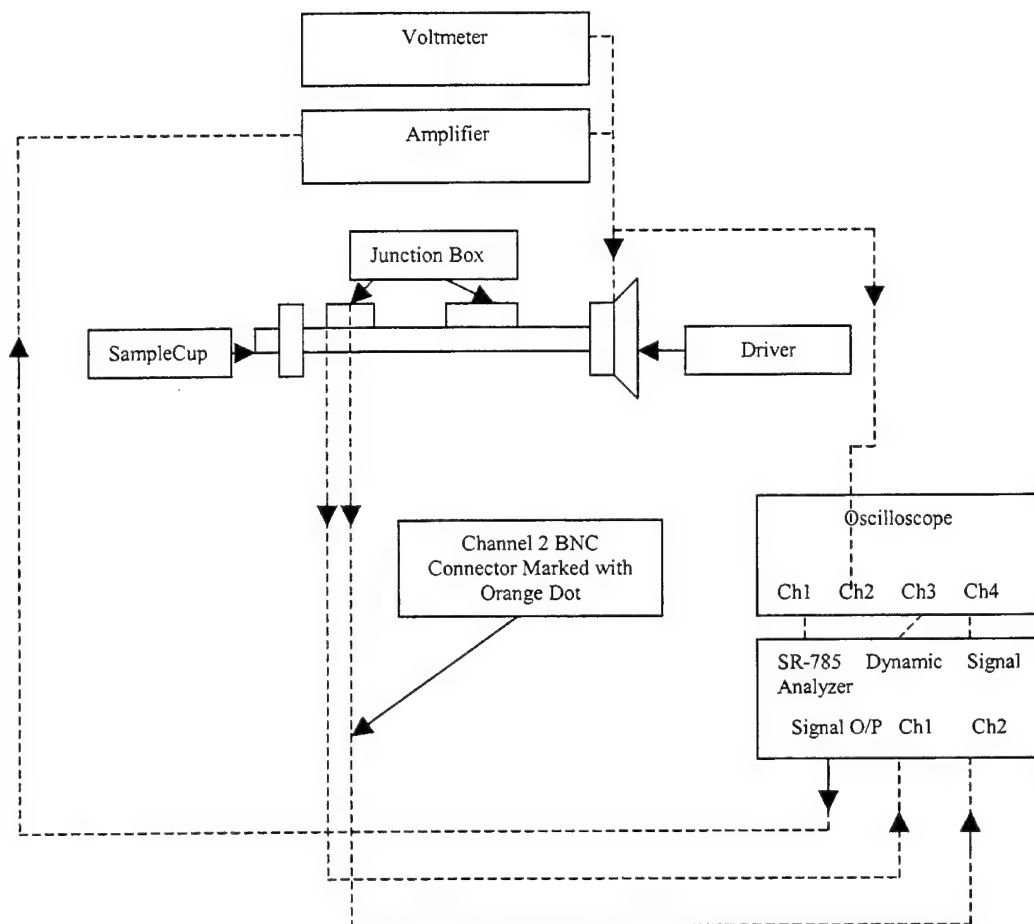 Voltmeter
Amplifier
Junction Box
SampleCup
Driver
Oscilloscope
Channel 2 BNC
Connector Marked with
Orange Dot
Ch1 Ch2 Ch3 Ch4
SR-785 Dynamic Signal
Analyzer
Signal O/P Ch1 Ch2